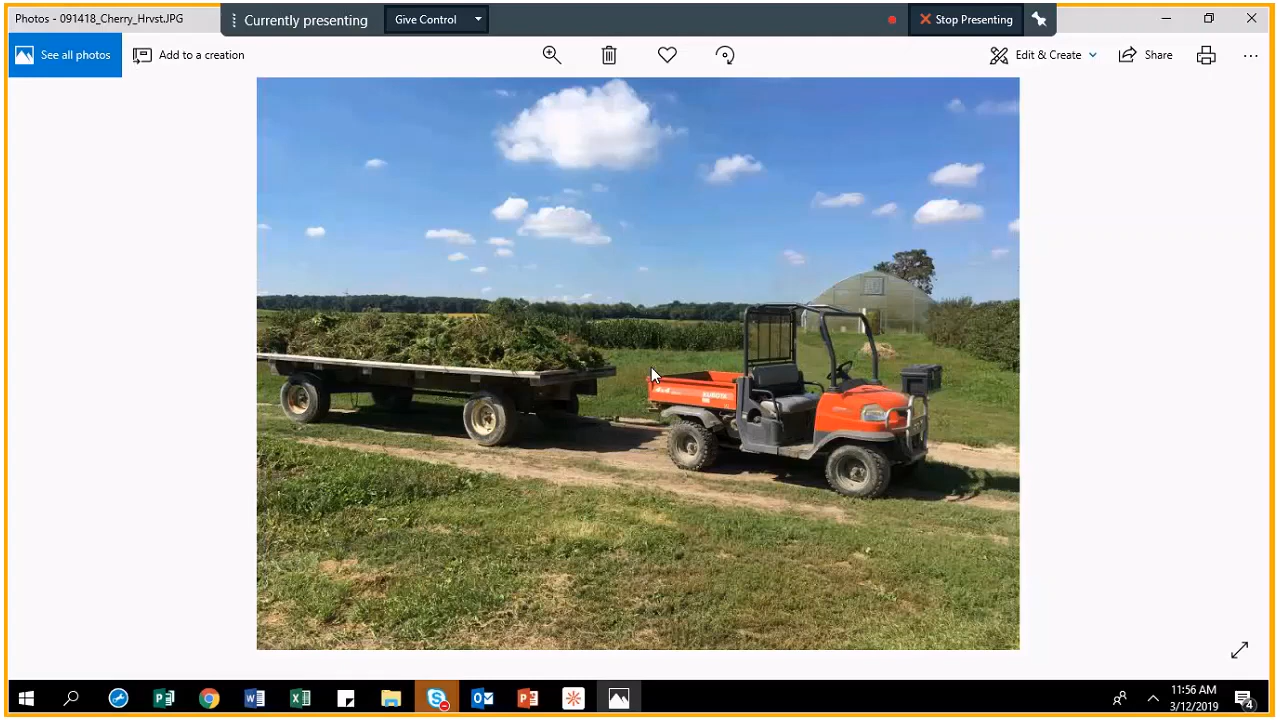 Photos - 091418_Cherry_Hrvst.JPG
Currently presenting
Give Control
Stop Presenting
See all photos
Add to a creation
Edit & Create
Share
KUBOTA
11:56 AM
3/12/2019
4